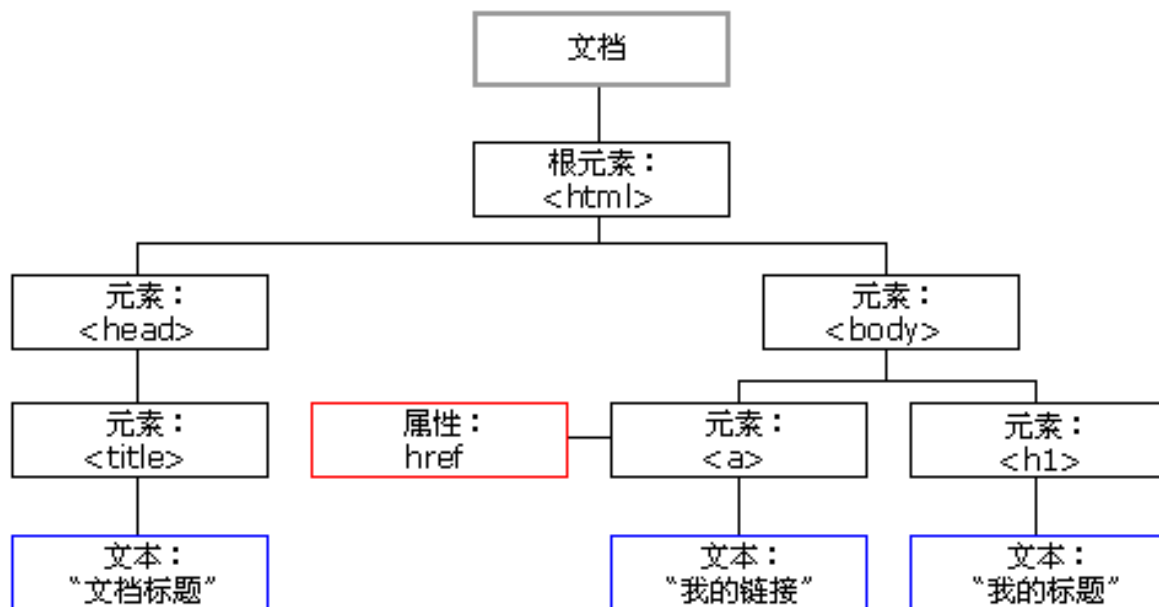 文档
根元素：
<html>
元素：
<head>
元素：
<body>
元素：
<title>
属性：
href
元素：
<a>
元素：
<h1>
文本：
“文档标题”
文本：
“我的链接”
文本：
“我的标题”